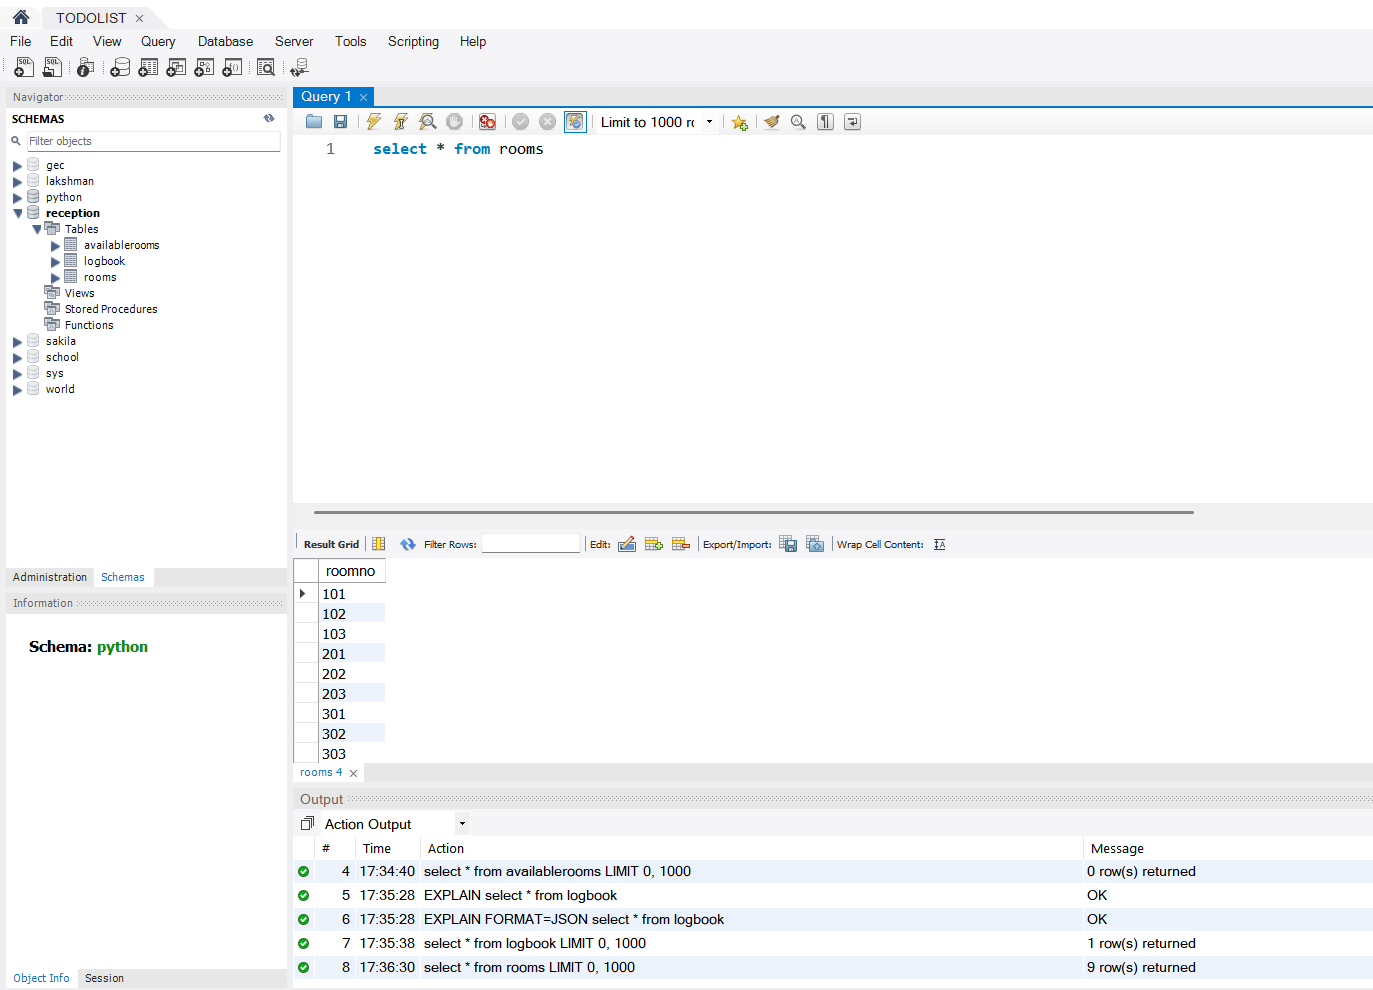 TODOLIST
File Edit View Query Database Server Tools Scripting Help
Navigator
SCHEMAS
Filter objects
gec
lakshman
python
reception
Tables
availablerooms
logbook
rooms
Views
Stored Procedures
Functions
sakila
school
sys
world
Administration Schemas
Information
Schema: python
Object Info Session
Query 1
Limit to 1000 rc
1 select * from rooms
Result Grid Filter Rows: Edit: Export/Import: Wrap Cell Content:
roomno
101
102
103
201
202
203
301
302
303
rooms 4
Output
Action Output
# Time Action Message
4 17:34:40 select * from availablerooms LIMIT 0, 1000 0 row(s) returned
5 17:35:28 EXPLAIN select * from logbook OK
6 17:35:28 EXPLAIN FORMAT=JSON select * from logbook OK
7 17:35:38 select * from logbook LIMIT 0, 1000 1 row(s) returned
8 17:36:30 select * from rooms LIMIT 0, 1000 9 row(s) returned